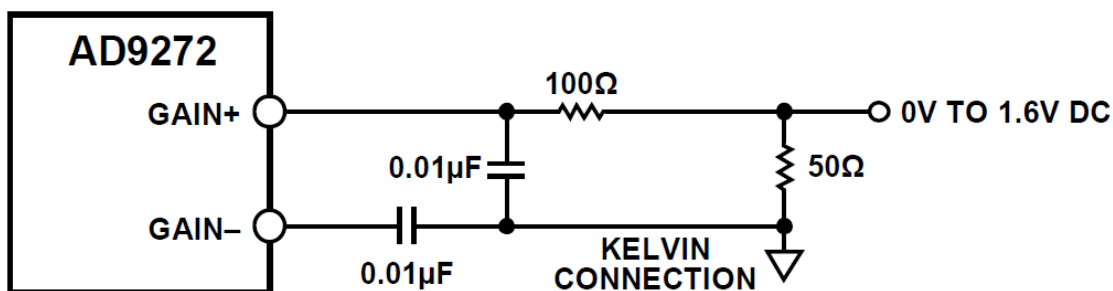 AD9272
100Ω
GAIN+
0V TO 1.6V DC
0.01µF
50Ω
GAIN–
KELVIN
CONNECTION
0.01µF